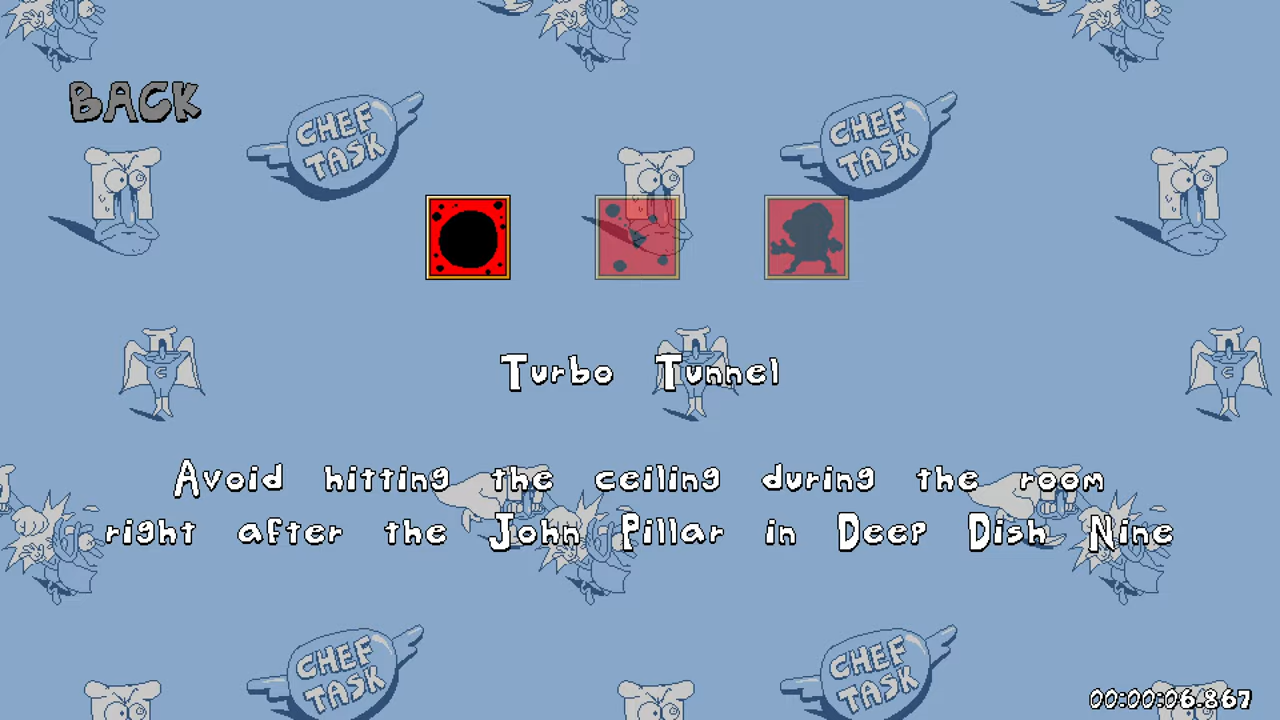 BACK
CHEF TASK
CHEF TASK
Turbo Tunnel
Avoid hitting the ceiling during the room
right after the John Pillar in Deep Dish Nine
CHEF TASK
CHEF TASK
00:00:06.867